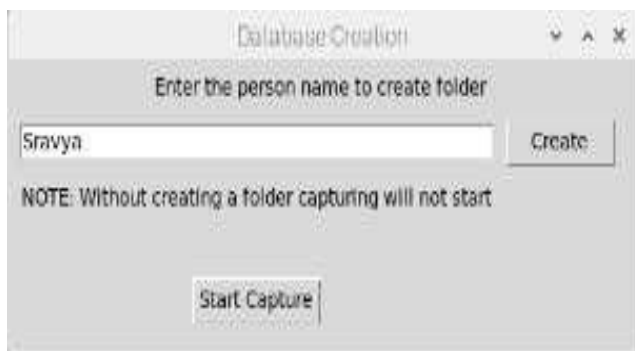 Database Creation
Enter the person name to create folder
Sravya
Create
NOTE: Without creating a folder capturing will not start
Start Capture